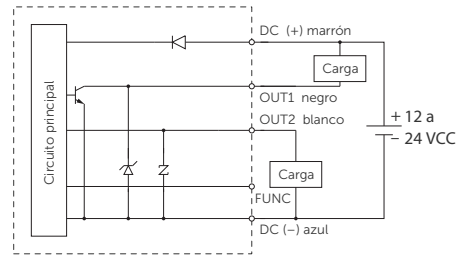 DC (+) marrón
Carga
OUT1 negro
OUT2 blanco
Circuito principal
+ 12 a
− 24 VCC
Carga
FUNC
DC (−) azul